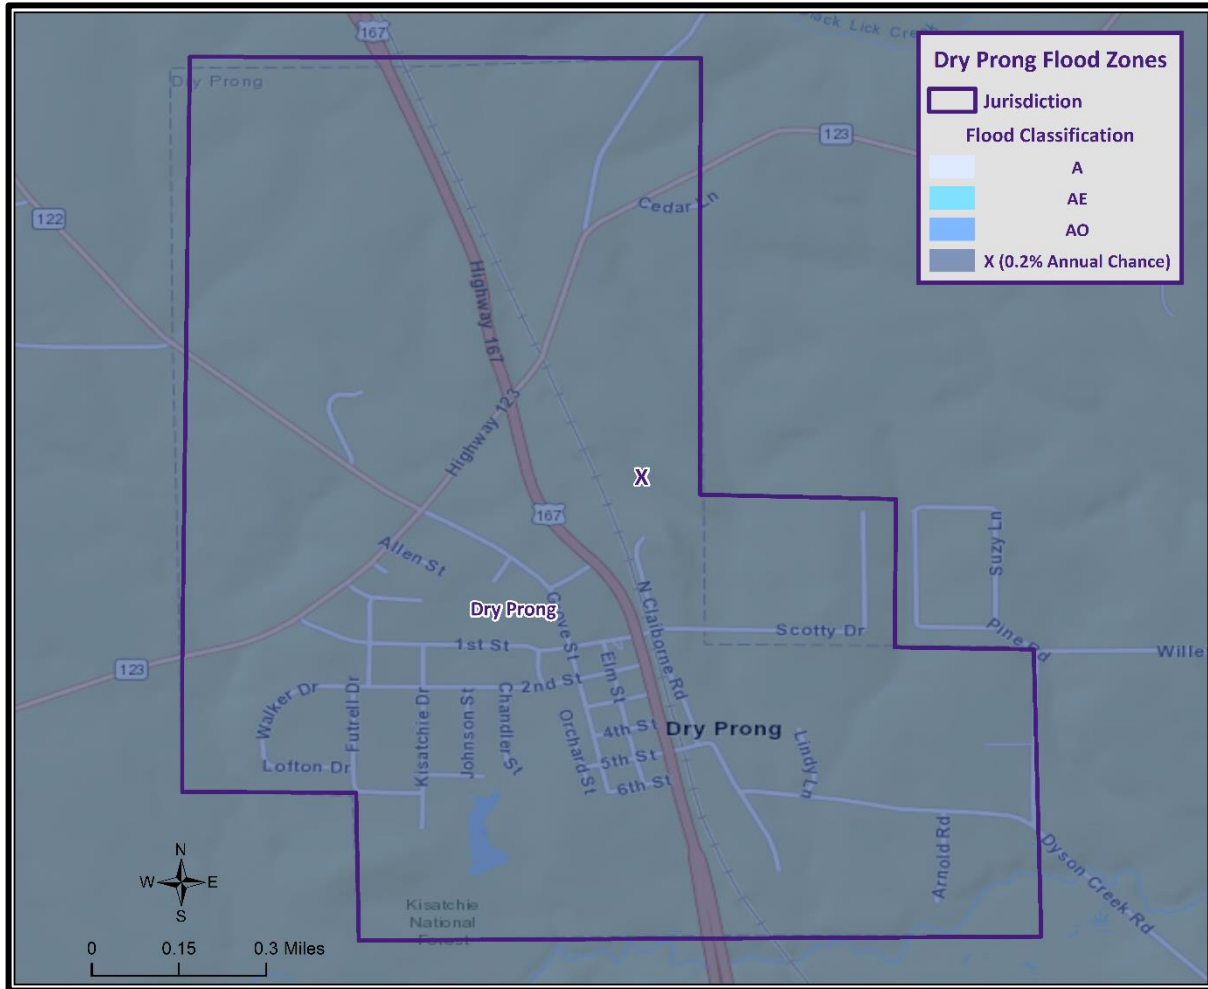 167
Black Lick Creek
Dry Prong
123
Cedar Ln
122
Highway 167
Highway 123
X
167
Allen St
Dry Prong
Grove St
N Claiborne Rd
Suzy Ln
Pine Rd
Scotty Dr
Wille
1st St
Elm St
2nd St
123
Walker Dr
Futrell Dr
Kisatchie Dr
Johnson St
Chandler St
Orchard St
4th St
Dry Prong
5th St
6th St
Lindy Ln
Lofton Dr
Arnold Rd
Dyson Creek Rd
Kisatchie
National
Forest
N
W
E
S
0
0.15
0.3 Miles
Dry Prong Flood Zones
Jurisdiction
Flood Classification
A
AE
AO
X (0.2% Annual Chance)